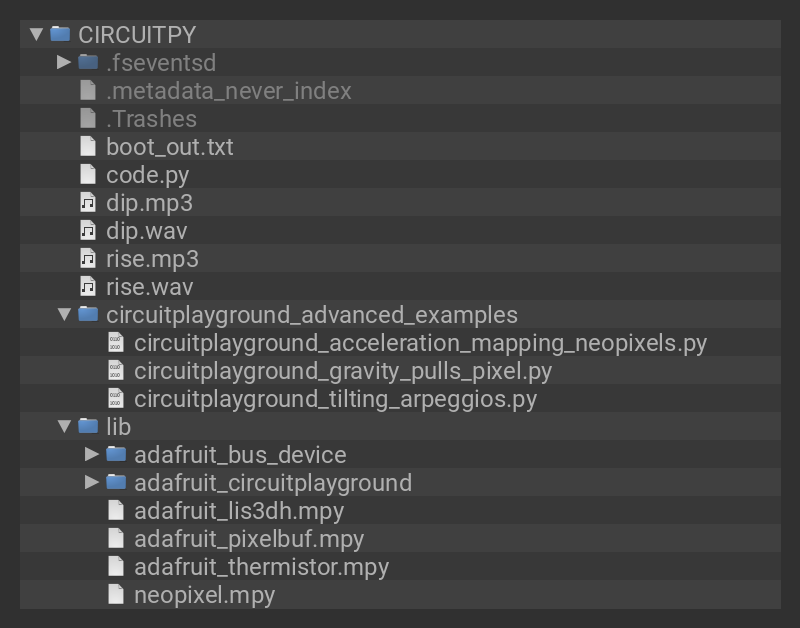 CIRCUITPY
.fseventsd
.metadata_never_index
.Trashes
boot_out.txt
code.py
dip.mp3
dip.wav
rise.mp3
rise.wav
circuitplayground_advanced_examples
circuitplayground_acceleration_mapping_neopixels.py
circuitplayground_gravity_pulls_pixel.py
circuitplayground_tilting_arpeggios.py
lib
adafruit_bus_device
adafruit_circuitplayground
adafruit_lis3dh.mpy
adafruit_pixelbuf.mpy
adafruit_thermistor.mpy
neopixel.mpy